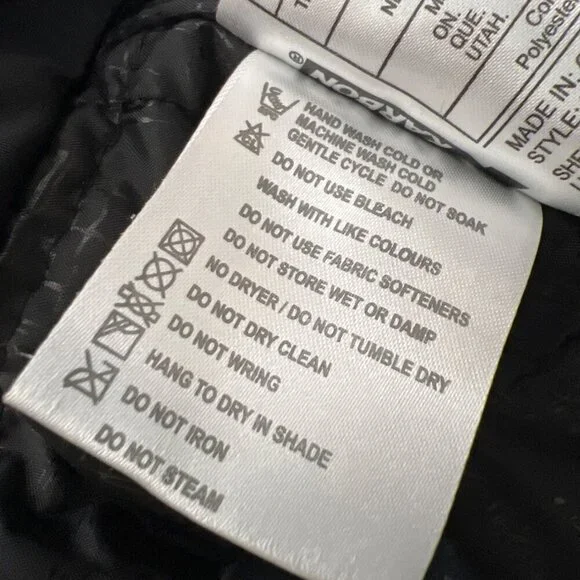 ON.
QUE.
UTAH.
Polyester
MADE IN:
STYLE:
KARBON®
HAND WASH COLD OR
MACHINE WASH COLD
GENTLE CYCLE DO NOT SOAK
DO NOT USE BLEACH
WASH WITH LIKE COLOURS
DO NOT USE FABRIC SOFTENERS
DO NOT STORE WET OR DAMP
NO DRYER / DO NOT TUMBLE DRY
DO NOT DRY CLEAN
DO NOT WRING
HANG TO DRY IN SHADE
DO NOT IRON
DO NOT STEAM